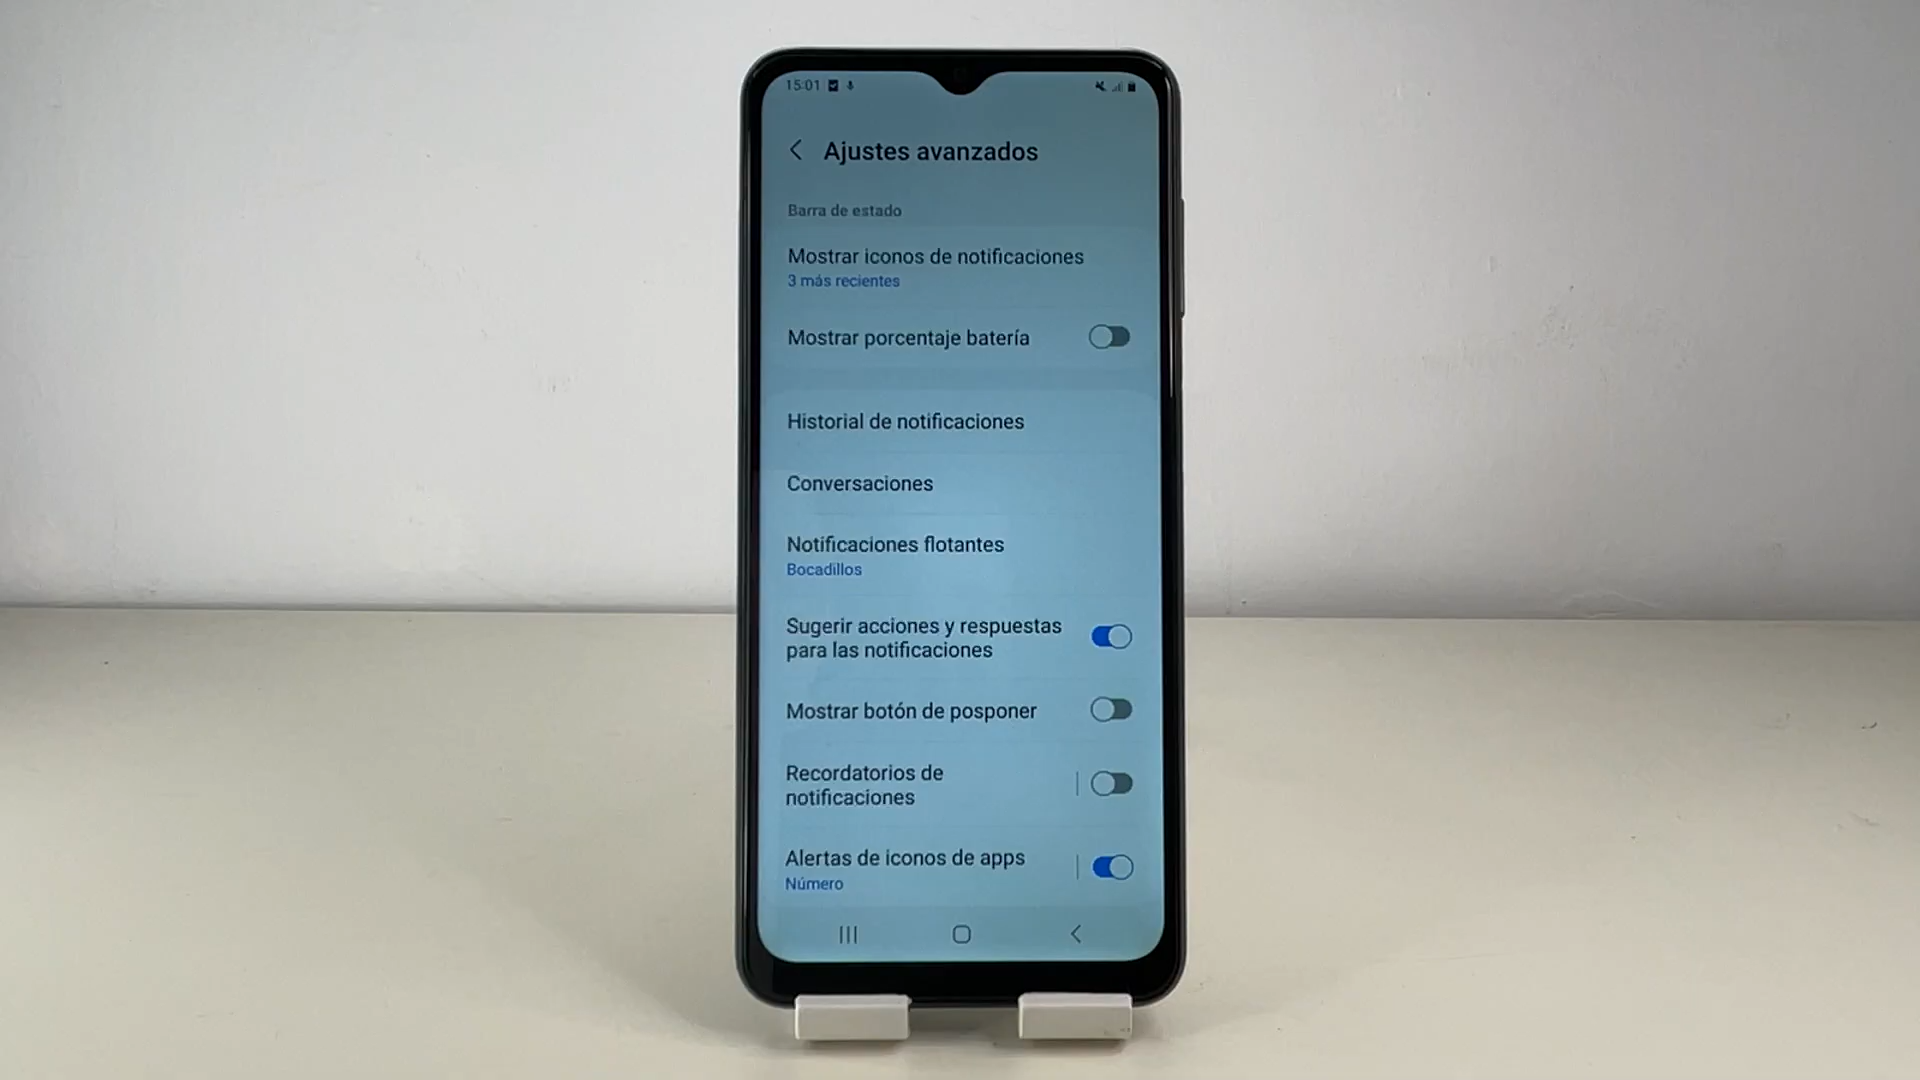 15:01
Ajustes avanzados
Barra de estado
Mostrar iconos de notificaciones
3 más recientes
Mostrar porcentaje batería
Historial de notificaciones
Conversaciones
Notificaciones flotantes
Bocadillos
Sugerir acciones y respuestas
para las notificaciones
Mostrar botón de posponer
Recordatorios de
notificaciones
Alertas de iconos de apps
Número